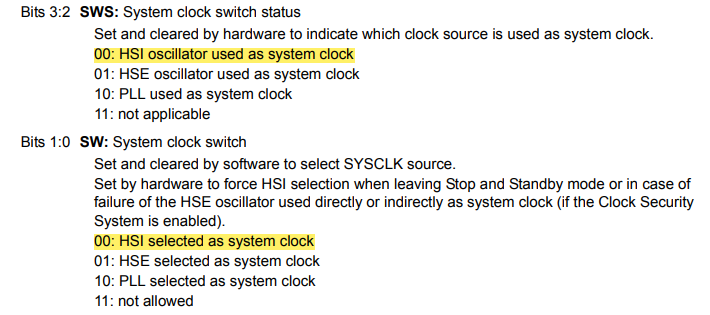 Bits 3:2 SWS: System clock switch status
Set and cleared by hardware to indicate which clock source is used as system clock.
00: HSI oscillator used as system clock
01: HSE oscillator used as system clock
10: PLL used as system clock
11: not applicable
Bits 1:0 SW: System clock switch
Set and cleared by software to select SYSCLK source.
Set by hardware to force HSI selection when leaving Stop and Standby mode or in case of
failure of the HSE oscillator used directly or indirectly as system clock (if the Clock Security
System is enabled).
00: HSI selected as system clock
01: HSE selected as system clock
10: PLL selected as system clock
11: not allowed